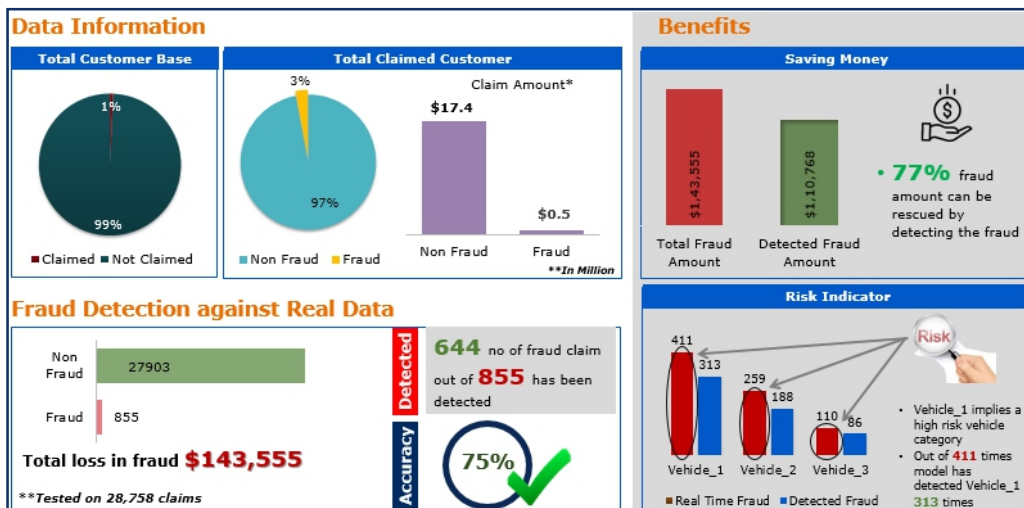 Data Information
Total Customer Base
1%
99%
Claimed Not Claimed
Total Claimed Customer
3%
97%
Non Fraud Fraud
Claim Amount*
$17.4
$0.5
Non Fraud Fraud
**In Million
Benefits
Saving Money
$1,43,555
$1,10,768
Total Fraud Amount
Detected Fraud Amount
$
• 77% fraud
amount can be
rescued by
detecting the fraud
Fraud Detection against Real Data
Non Fraud
27903
Fraud
855
Total loss in fraud $143,555
**Tested on 28,758 claims
Detected
644 no of fraud claim
out of 855 has been
detected
Accuracy
75%
Risk Indicator
411
313
259
188
110
86
Vehicle_1 Vehicle_2 Vehicle_3
Real Time Fraud Detected Fraud
Risk
• Vehicle_1 implies a
high risk vehicle
category
• Out of 411 times
model has
detected Vehicle_1
313 times